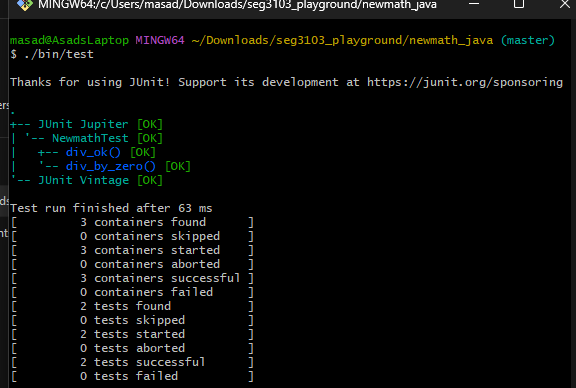 MINGW64:/c/Users/masad/Downloads/seg3103_playground/newmath_java
masad@AsadsLaptop MINGW64 ~/Downloads/seg3103_playground/newmath_java (master)
$ ./bin/test
Thanks for using JUnit! Support its development at https://junit.org/sponsoring
.
+-- JUnit Jupiter [OK]
| '-- NewmathTest [OK]
|   +-- div_ok() [OK]
|   '-- div_by_zero() [OK]
'-- JUnit Vintage [OK]
Test run finished after 63 ms
[         3 containers found      ]
[         0 containers skipped    ]
[         3 containers started    ]
[         0 containers aborted    ]
[         3 containers successful ]
[         0 containers failed     ]
[         2 tests found           ]
[         0 tests skipped         ]
[         2 tests started         ]
[         0 tests aborted         ]
[         2 tests successful      ]
[         0 tests failed          ]